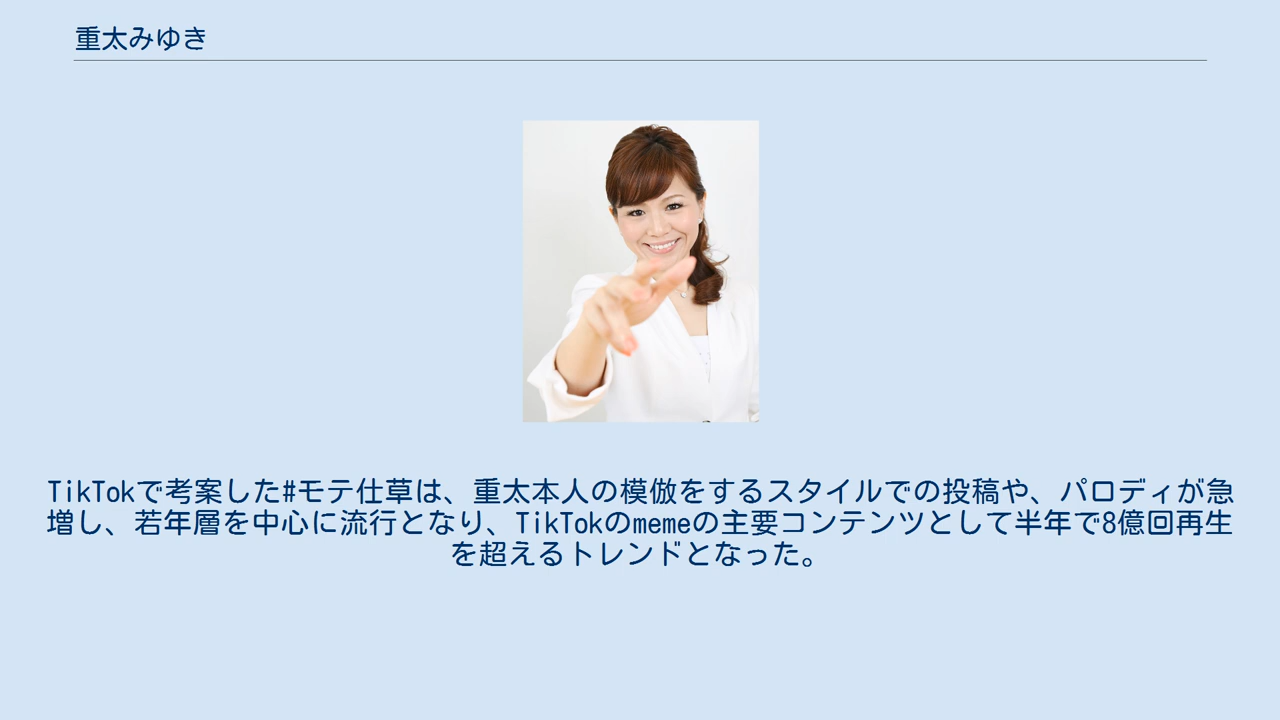 重太みゆき
TikTokで考案した#モテ仕草は、重太本人の模倣をするスタイルでの投稿や、パロディが急
増し、若年層を中心に流行となり、TikTokのmemeの主要コンテンツとして半年で8億回再生
を超えるトレンドとなった。